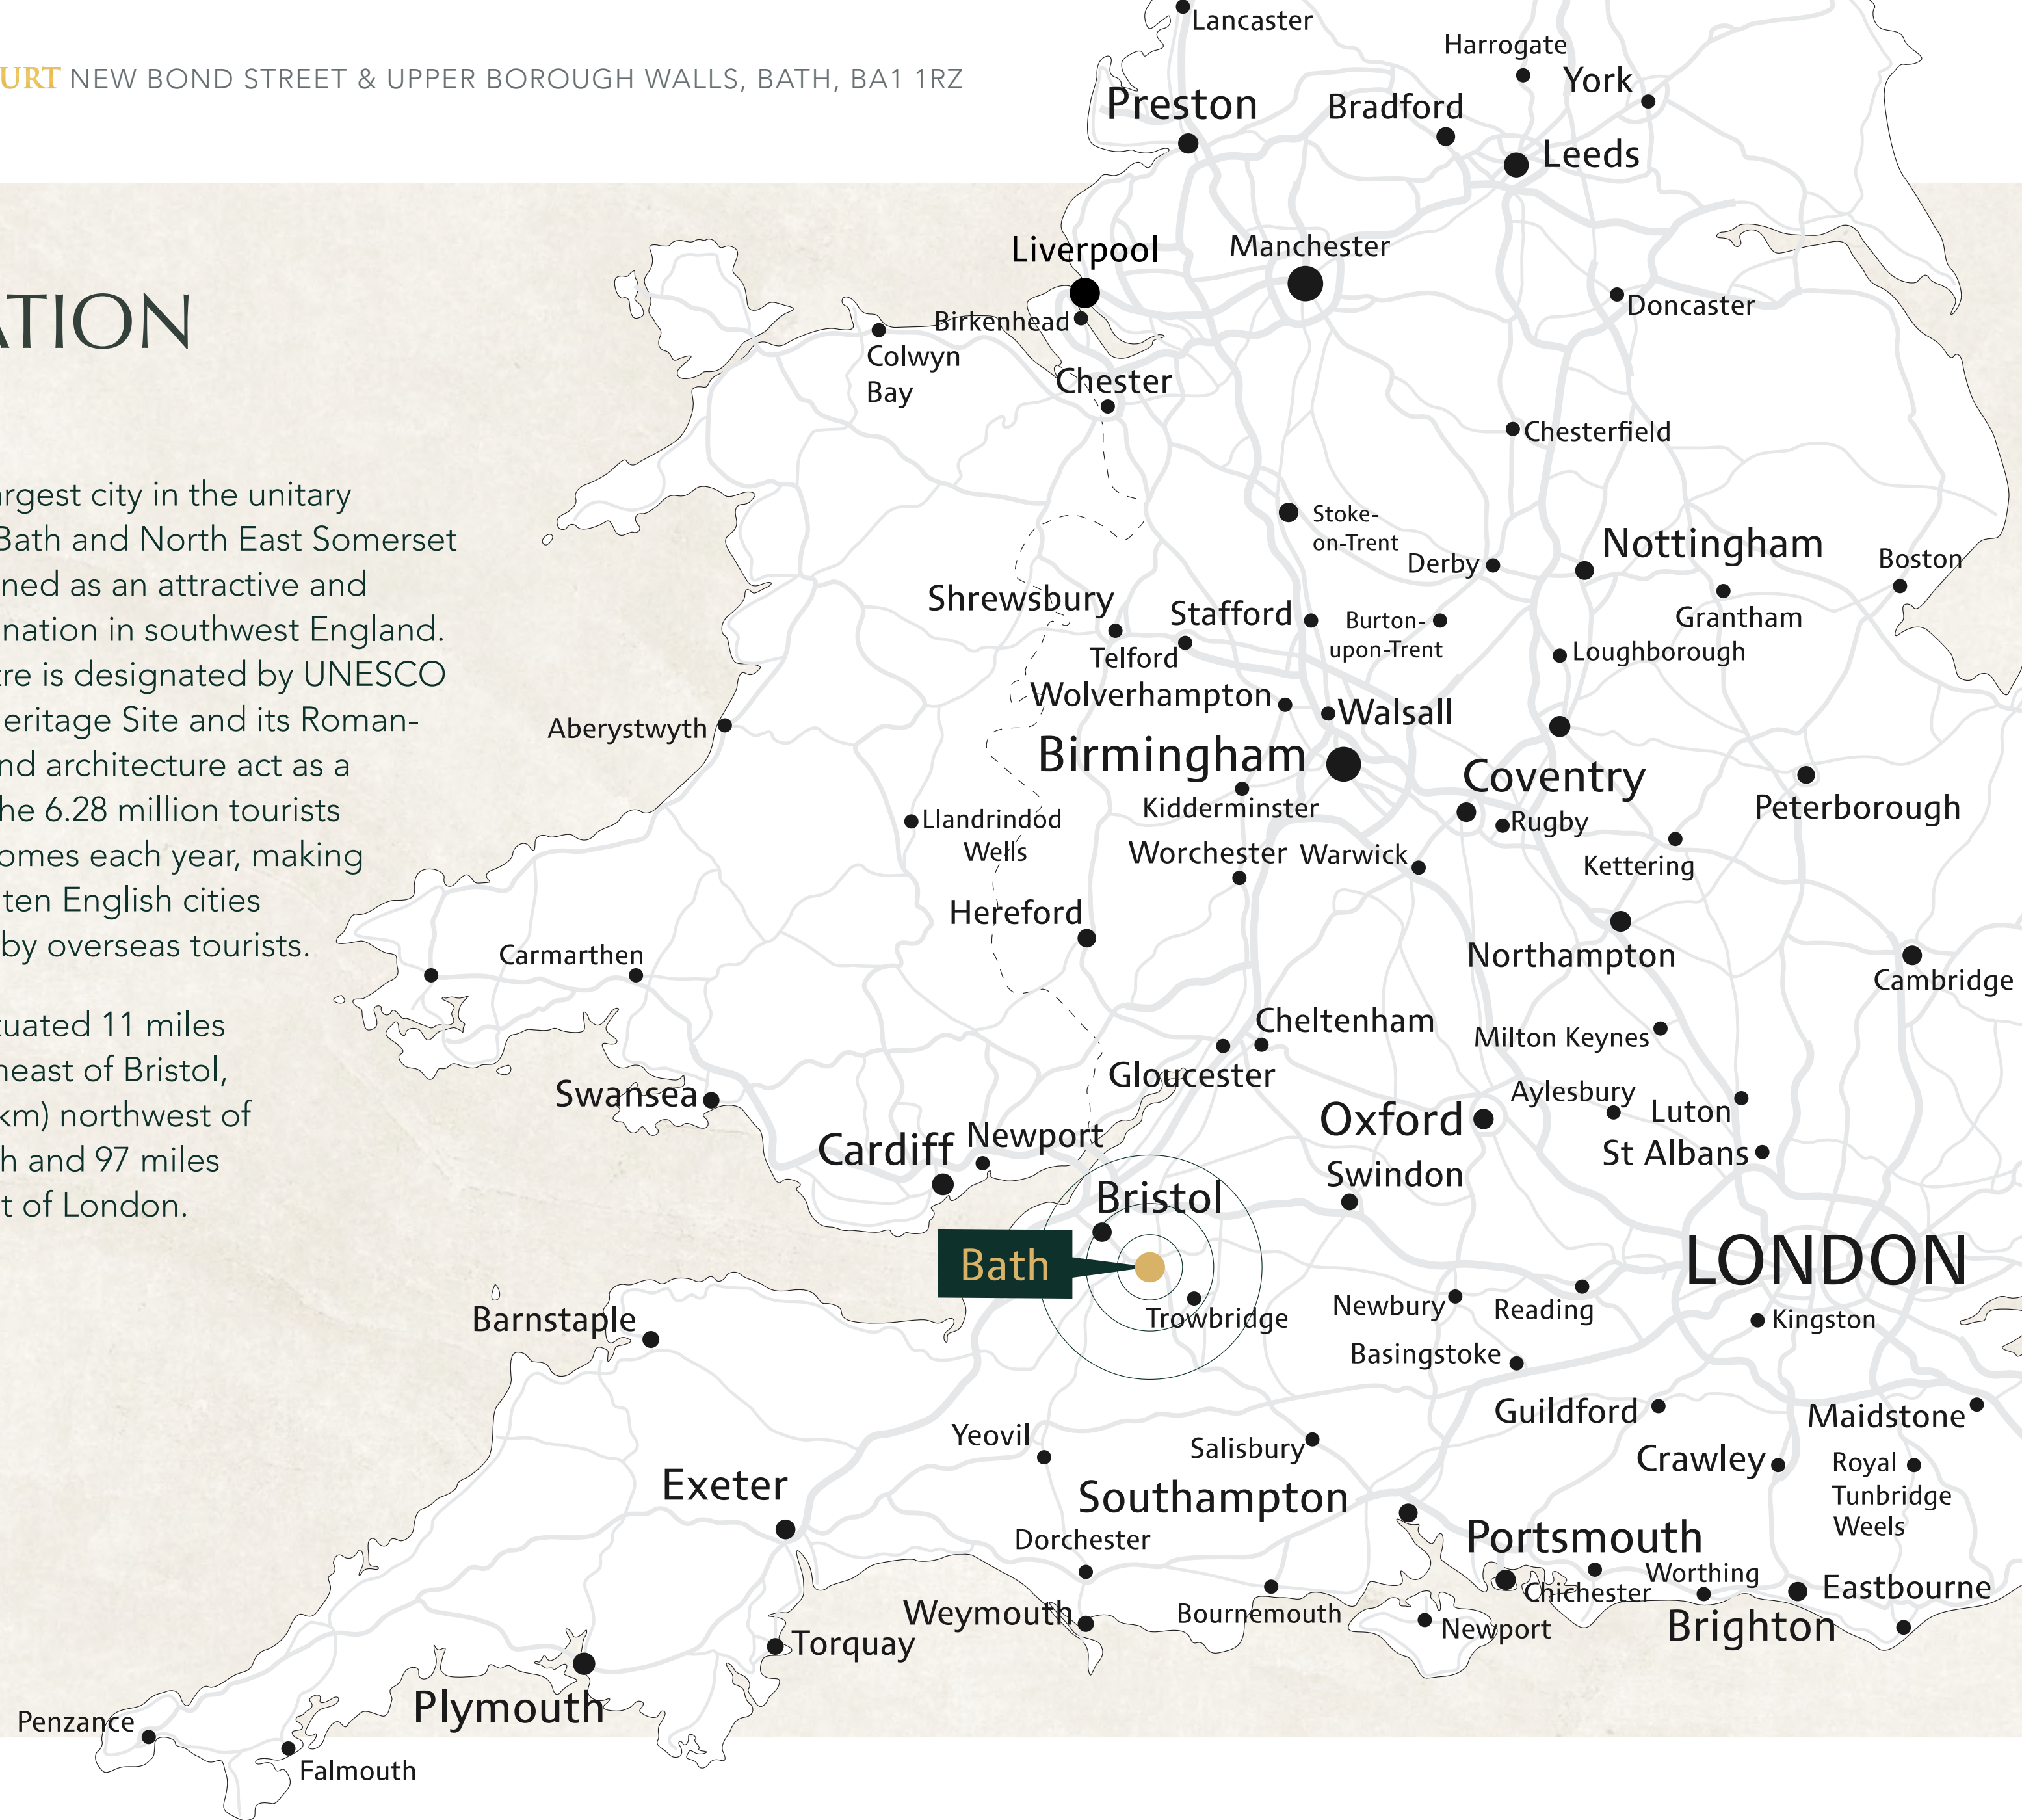 URT NEW BOND STREET & UPPER BOROUGH WALLS, BATH, BA1 1RZ
ATION
argest city in the unitary
Bath and North East Somerset
ned as an attractive and
nation in southwest England.
tre is designated by UNESCO
eritage Site and its Roman-
nd architecture act as a
he 6.28 million tourists
omes each year, making
ten English cities
by overseas tourists.
tuated 11 miles
heast of Bristol,
km) northwest of
h and 97 miles
t of London.
Lancaster
Harrogate
York
Preston
Bradford
Leeds
Liverpool
Manchester
Birkenhead
Doncaster
Colwyn
Bay
Chester
Chesterfield
Stoke-
on-Trent
Nottingham
Derby
Boston
Shrewsbury
Stafford
Burton-
upon-Trent
Grantham
Telford
Loughborough
Wolverhampton
Walsall
Aberystwyth
Birmingham
Coventry
Kidderminster
Peterborough
Llandrindod
Wells
Rugby
Worchester
Warwick
Kettering
Hereford
Carmarthen
Northampton
Cambridge
Cheltenham
Milton Keynes
Gloucester
Swansea
Aylesbury
Luton
Oxford
Cardiff
Newport
St Albans
Swindon
Bristol
Bath
LONDON
Trowbridge
Newbury
Reading
Kingston
Barnstaple
Basingstoke
Guildford
Maidstone
Yeovil
Salisbury
Crawley
Royal
Tunbridge
Weels
Exeter
Southampton
Dorchester
Portsmouth
Worthing
Chichester
Eastbourne
Weymouth
Bournemouth
Newport
Brighton
Torquay
Plymouth
Penzance
Falmouth